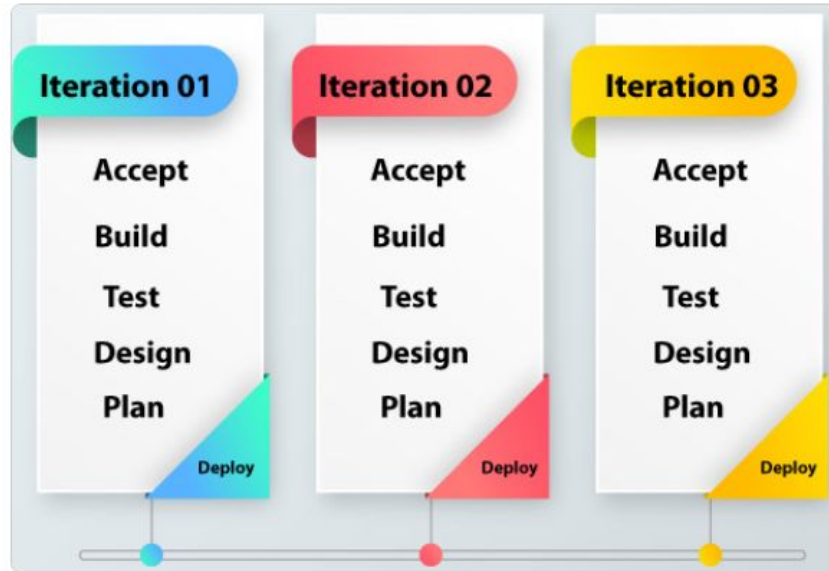 Iteration 01
Accept
Build
Test
Design
Plan
Deploy
Iteration 02
Accept
Build
Test
Design
Plan
Deploy
Iteration 03
Accept
Build
Test
Design
Plan
Deploy